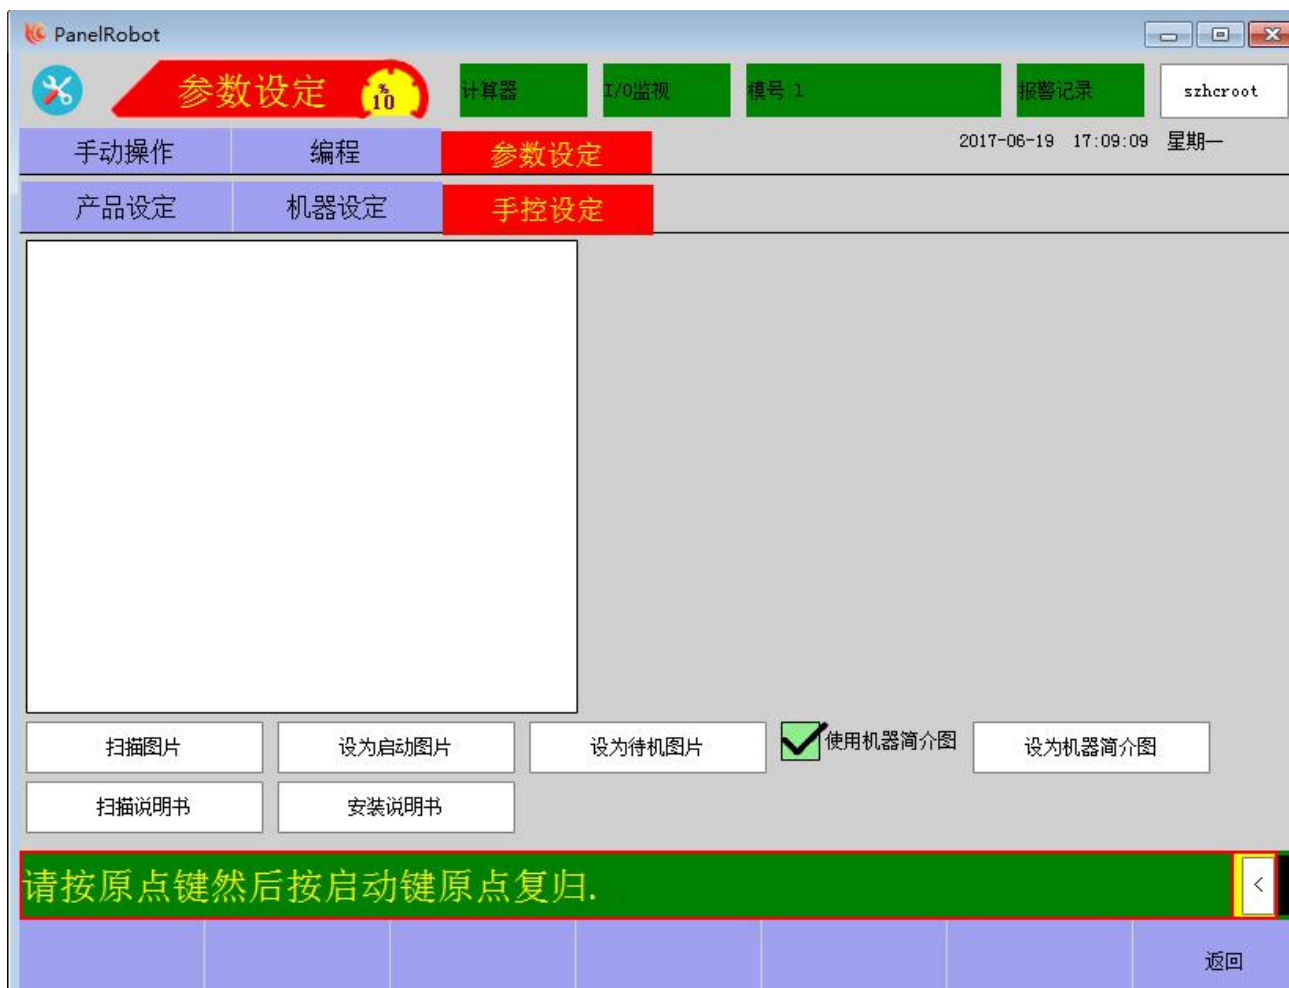 PanelRobot
参数设定 % 10 计算器 I/O监视 模号:1 报警记录 szhcroot
手动操作 编程 参数设定 2017-06-19 17:09:09 星期一
产品设定 机器设定 手控设定
扫描图片 设为启动图片 设为待机图片 使用机器简介图 设为机器简介图
扫描说明书 安装说明书
请按原点键然后按启动键原点复归. <
返回